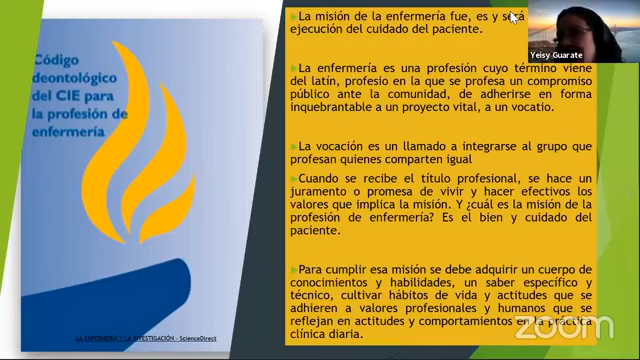 Código
deontológico
del CIE para
la profesión de
enfermería
LA ENFERMERÍA Y LA INVESTIGACIÓN - ScienceDirect
La misión de la enfermería fue, es y será
ejecución del cuidado del paciente.
La enfermería es una profesión cuyo término viene
del latín, profesio en la que se profesa un compromiso
público ante la comunidad, de adherirse en forma
inquebrantable a un proyecto vital, a un vocatio.
La vocación es un llamado a integrarse al grupo que
profesan quienes comparten igual
Cuando se recibe el título profesional, se hace un
juramento o promesa de vivir y hacer efectivos los
valores que implica la misión. Y ¿cuál es la misión de la
profesión de enfermería? Es el bien y cuidado del
paciente.
Para cumplir esa misión se debe adquirir un cuerpo de
conocimientos y habilidades, un saber específico y
técnico, cultivar hábitos de vida y actitudes que se
adhieren a valores profesionales y humanos que se
reflejan en actitudes y comportamientos en la práctica
clínica diaria.
Yeisy Guarate
zoom